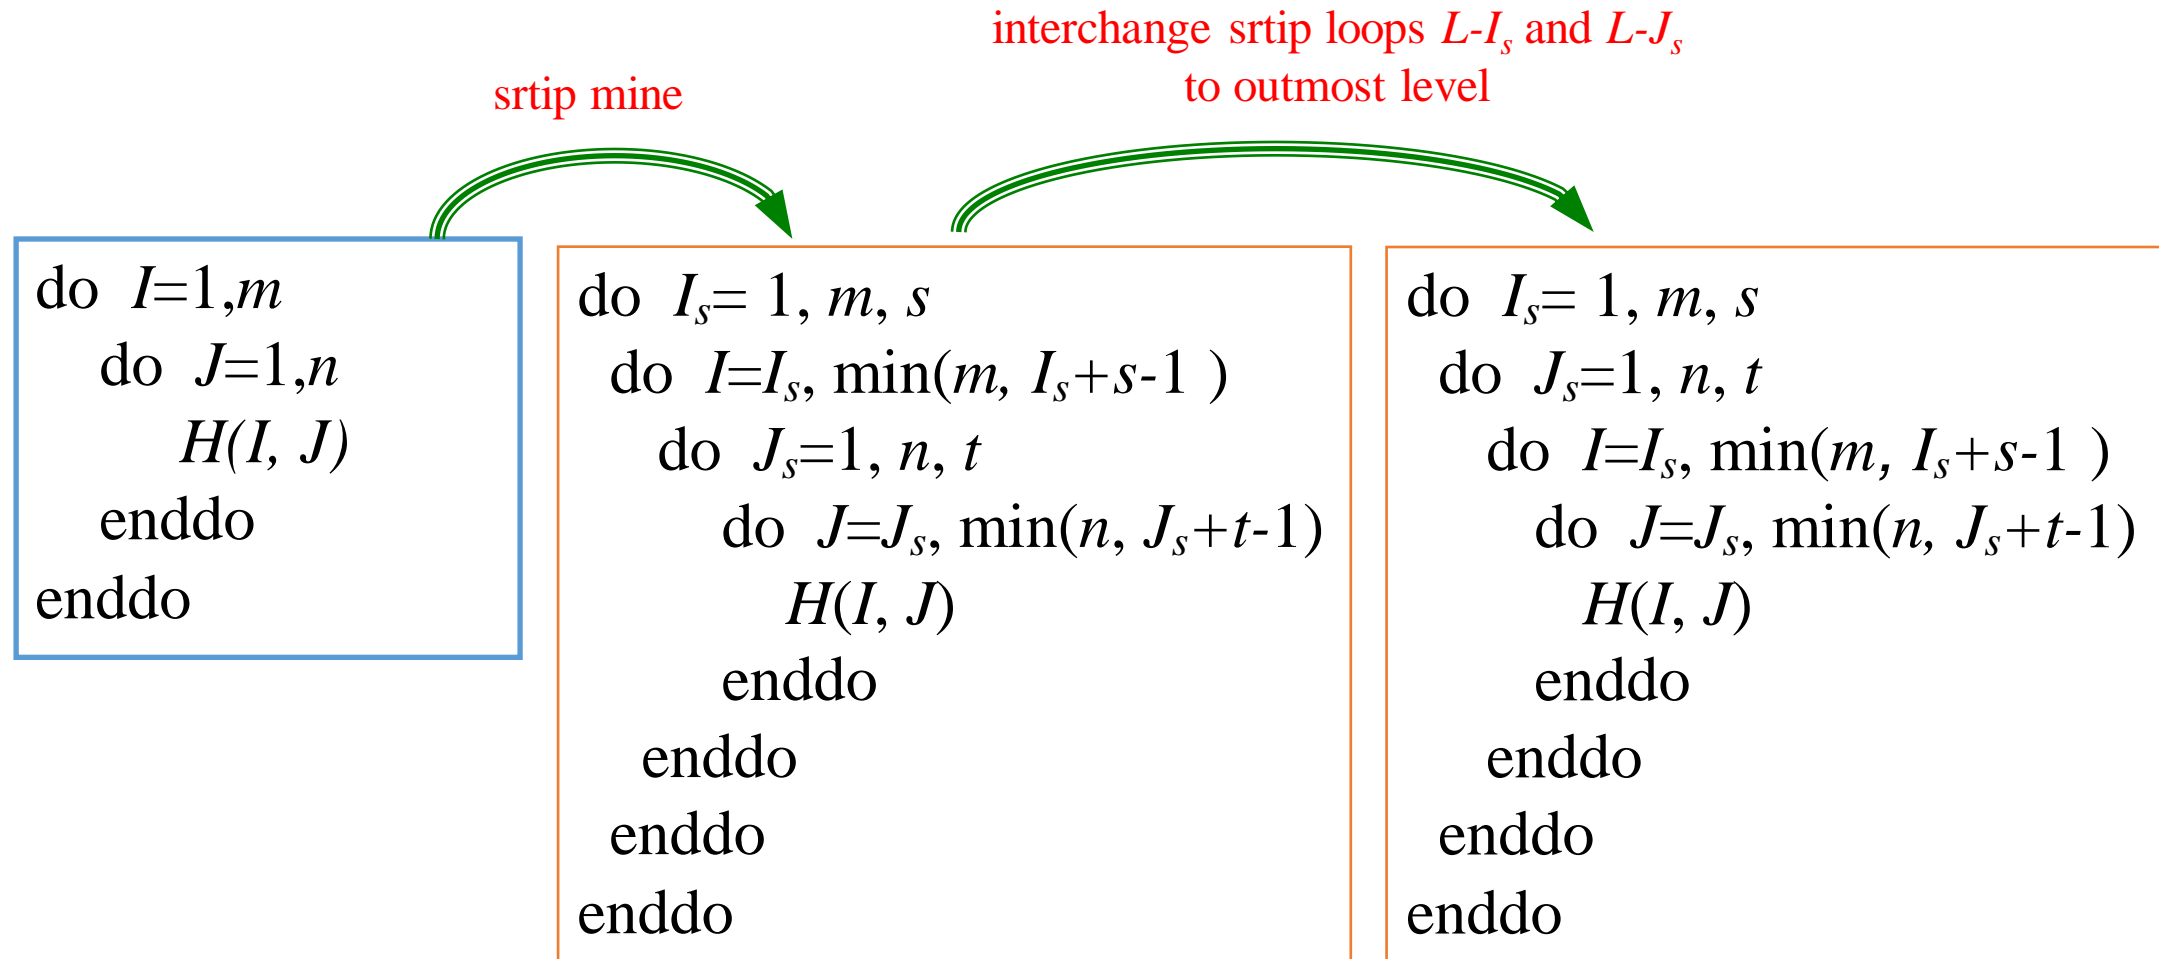 srtip mine
interchange srtip loops L-Is and L-Js
to outmost level
do I=1,m
do J=1,n
H(I, J)
enddo
enddo
do Is= 1, m, s
do I=Is, min(m, Is+s-1 )
do Js=1, n, t
do J=Js, min(n, Js+t-1)
H(I, J)
enddo
enddo
enddo
enddo
do Is= 1, m, s
do Js=1, n, t
do I=Is, min(m, Is+s-1 )
do J=Js, min(n, Js+t-1)
H(I, J)
enddo
enddo
enddo
enddo